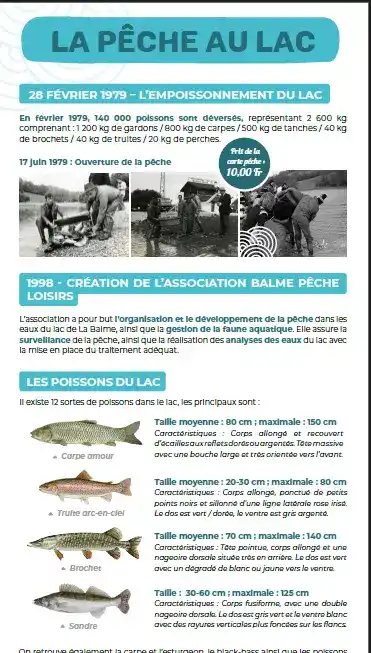 LA PÊCHE AU LAC
28 FÉVRIER 1979 – L'EMPOISSONNEMENT DU LAC
En février 1979, 140 000 poissons sont déversés, représentant 2 600 kg
comprenant : 1 200 kg de gardons / 800 kg de carpes / 500 kg de tanches / 40 kg
de brochets / 40 kg de truites / 20 kg de perches.
17 juin 1979 : Ouverture de la pêche
Prix de la
carte pêche :
10,00 Fr
1998 - CRÉATION DE L'ASSOCIATION BALME PÊCHE
LOISIRS
L'association a pour but l'organisation et le développement de la pêche dans les
eaux du lac de La Balme, ainsi que la gestion de la faune aquatique. Elle assure la
surveillance de la pêche, ainsi que la réalisation des analyses des eaux du lac avec
la mise en place du traitement adéquat.
LES POISSONS DU LAC
Il existe 12 sortes de poissons dans le lac, les principaux sont :
Taille moyenne : 80 cm ; maximale : 150 cm
Caractéristiques : Corps allongé et recouvert
d'écailles aux reflets dorés ou argentés. Tête massive
avec une bouche large et très orientée vers l'avant.
Carpe amour
Taille moyenne : 20-30 cm ; maximale : 80 cm
Caractéristiques : Corps allongé, ponctué de petits
points noirs et sillonné d'une ligne latérale rose irisé.
Le dos est vert / dorée, le ventre est gris argenté.
Truite arc-en-ciel
Taille moyenne : 70 cm ; maximale : 140 cm
Caractéristiques : Tête pointue, corps allongé et une
nageoire dorsale située très en arrière. Le dos est vert
avec un dégradé de blanc ou jaune vers le ventre.
Brochet
Taille : 30-60 cm ; maximale : 125 cm
Caractéristiques : Corps fusiforme, avec une double
nageoire dorsale. Le dos est gris vert et le ventre blanc
avec des rayures verticales plus foncées sur les flancs.
Sandre
On retrouve également la carpe et l'esturgeon, le black-bass ainsi que les poissons